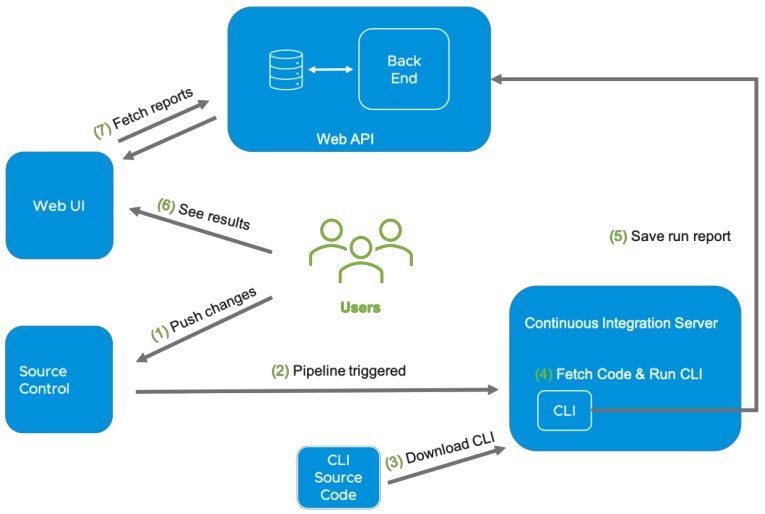 Back
End
Web API
(7) Fetch reports
Web UI
(6) See results
Users
(5) Save run report
(1) Push changes
Source
Control
(2) Pipeline triggered
Continuous Integration Server
(4) Fetch Code & Run CLI
CLI
(3) Download CLI
CLI
Source
Code